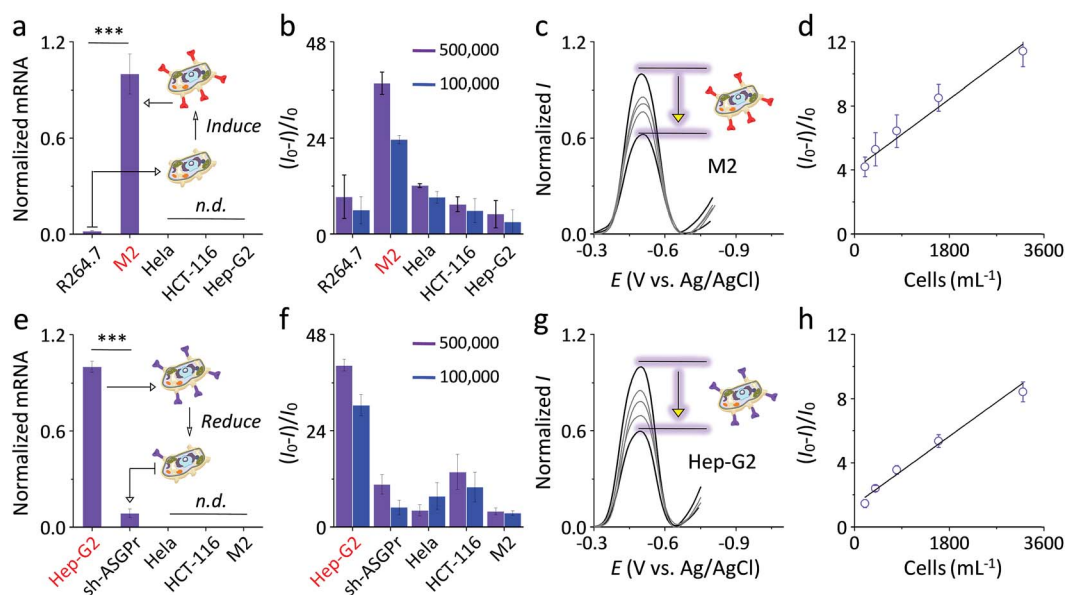 a
Normalized mRNA
1.2
0.6
0.0
***
Induce
n.d.
R264.7
M2
Hela
HCT-116
Hep-G2
b
(I₀-I)/I₀
48
24
0
500,000
100,000
R264.7
M2
Hela
HCT-116
Hep-G2
c
Normalized I
1.2
0.6
0.0
M2
-0.3 -0.6 -0.9
E (V vs. Ag/AgCl)
d
(I₀-I)/I₀
12
8
4
0
0 1800 3600
Cells (mL⁻¹)
e
Normalized mRNA
1.2
0.6
0.0
***
Reduce
n.d.
Hep-G2
sh-ASGPr
Hela
HCT-116
M2
f
(I₀-I)/I₀
48
24
0
500,000
100,000
Hep-G2
sh-ASGPr
Hela
HCT-116
M2
g
Normalized I
1.2
0.6
0.0
Hep-G2
-0.3 -0.6 -0.9
E (V vs. Ag/AgCl)
h
(I₀-I)/I₀
12
8
4
0
0 1800 3600
Cells (mL⁻¹)